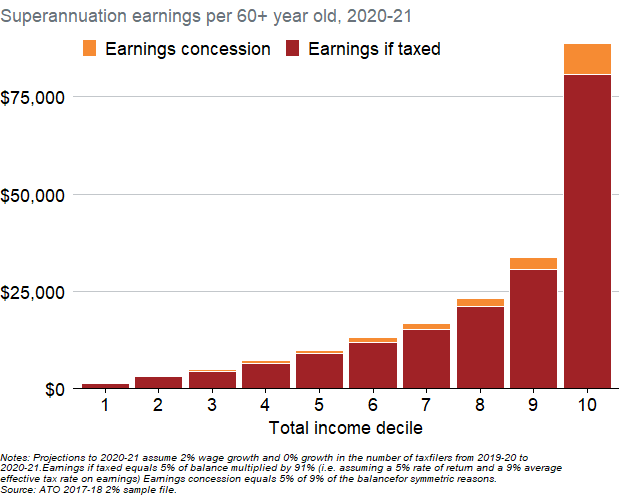 Superannuation earnings per 60+ year old, 2020-21
Earnings concession Earnings if taxed
$75,000
$50,000
$25,000
$0
1 2 3 4 5 6 7 8 9 10
Total income decile
Notes: Projections to 2020-21 assume 2% wage growth and 0% growth in the number of taxfilers from 2019-20 to
2020-21.Earnings if taxed equals 5% of balance multiplied by 91% (i.e. assuming a 5% rate of return and a 9% average
effective tax rate on earnings) Earnings concession equals 5% of 9% of the balancefor symmetric reasons.
Source: ATO 2017-18 2% sample file.